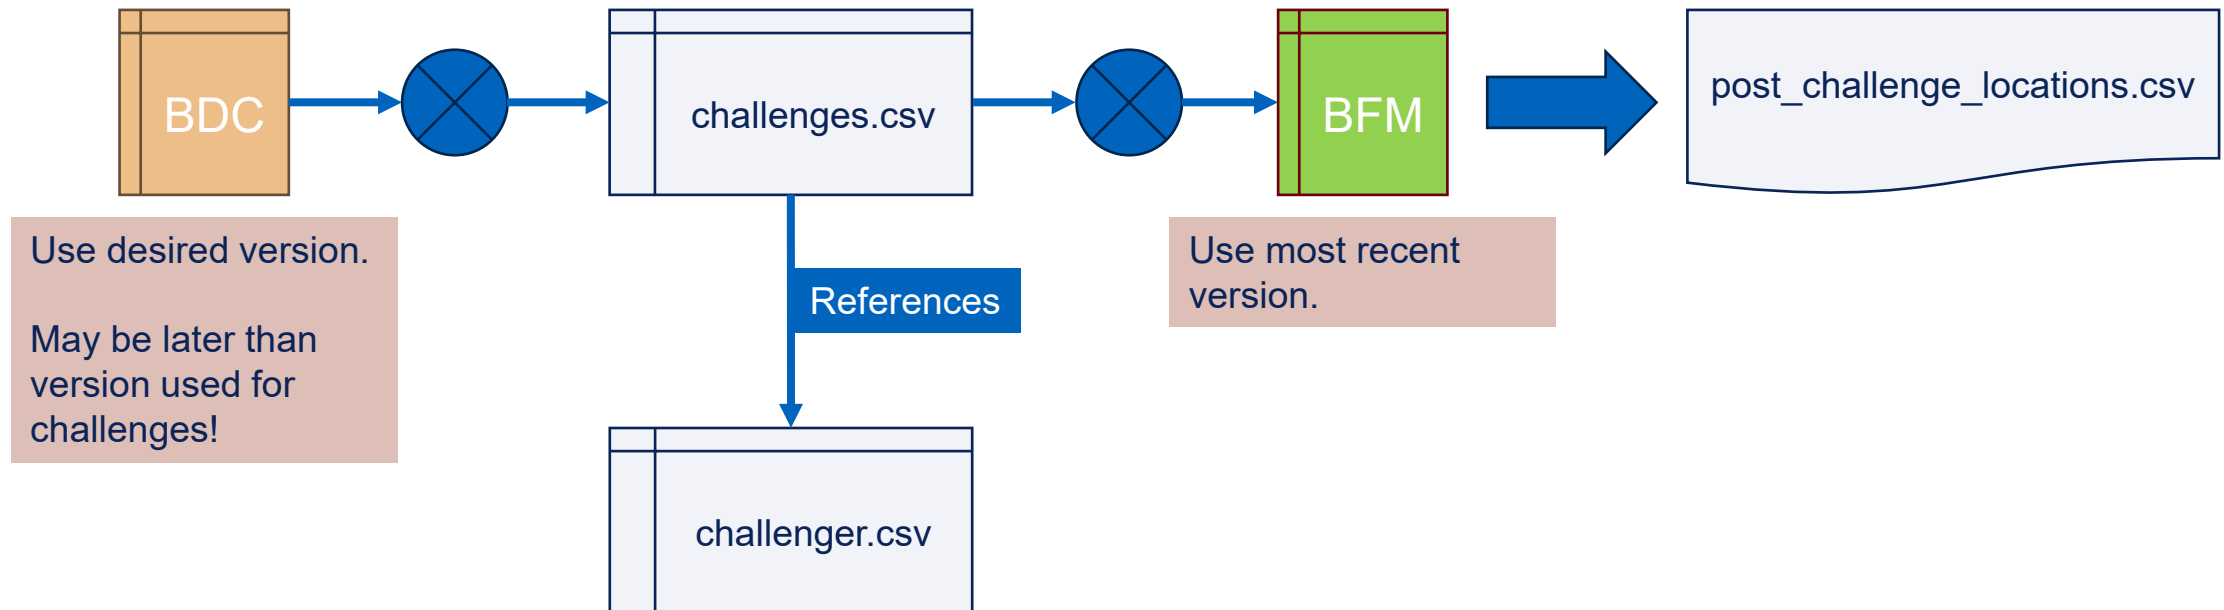 BDC
challenges.csv
BFM
post_challenge_locations.csv
Use desired version.
May be later than
version used for
challenges!
References
Use most recent
version.
challenger.csv